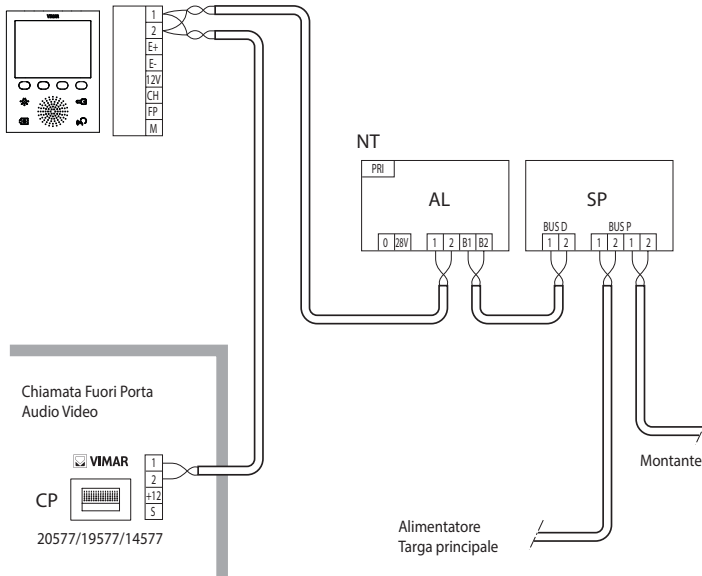 VIMAR
1
2
E+
E-
12V
CH
FP
M
NT
PRI
AL
0 28V 1 2 B1 B2
SP
BUS D BUS P
1 2 1 2 1 2
Chiamata Fuori Porta
Audio Video
VIMAR
CP
1
2
+12
S
20577/19577/14577
Montante
Alimentatore
Targa principale